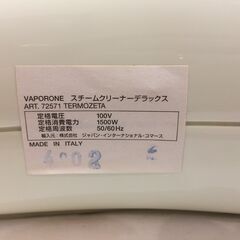 VAPORONE スチームクリーナーデラックス
ART. 72571 TERMOZETA
定格電圧 100V
定格消費電力 1500W
定格周波数 50/60Hz
輸入元：株式会社 ジャパン・インターナショナル・コマース
MADE IN ITALY
4208 6